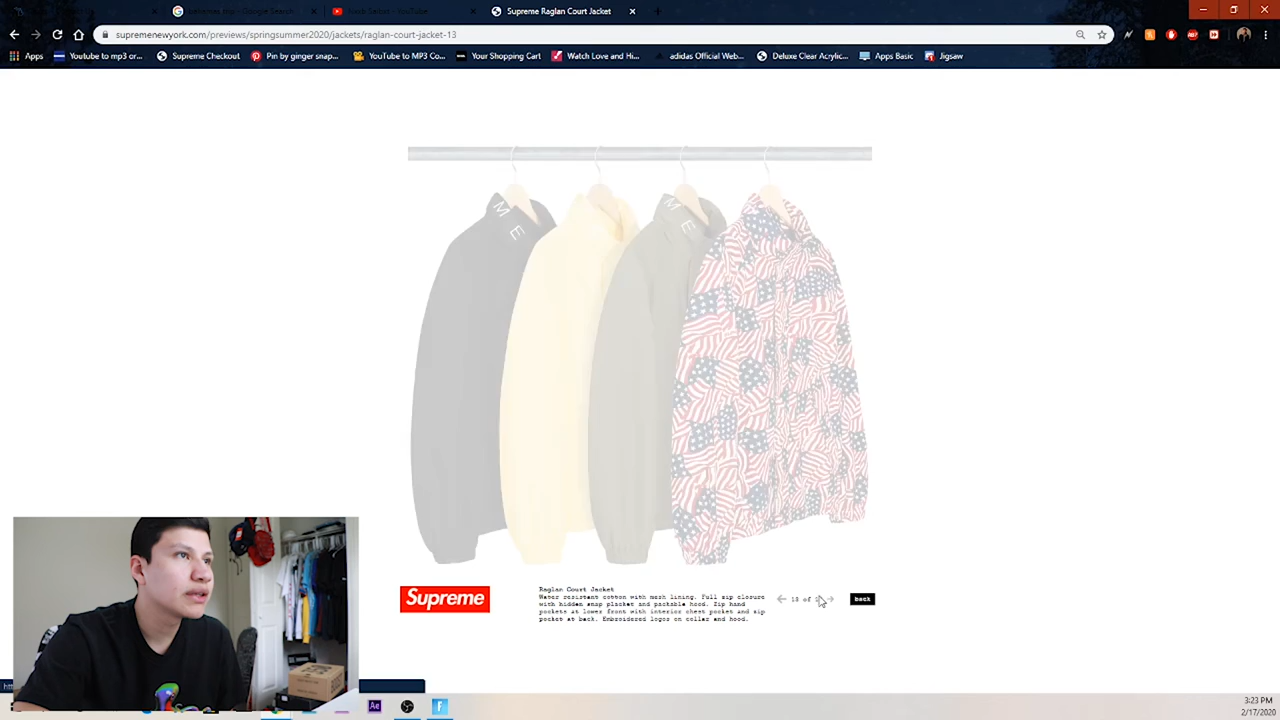 YouTube
Supreme Raglan Court Jacket
supremenewyork.com/previews/springsummer2020/jackets/raglan-court-jacket-13
Apps
Youtube to mp3 or...
Supreme Checkout
Pin by ginger snap...
YouTube to MP3 Co...
Your Shopping Cart
Watch Love and Hi...
adidas Official Web...
Deluxe Clear Acrylic...
Apps Basic
Jigsaw
M E
M E
Supreme
Raglan Court Jacket
Water resistant cotton with mesh lining. Full zip closure
with hidden snap placket and packable hood. Zip hand
pockets at lower front with interior chest pocket and zip
pocket at back. Embroidered logos on collar and hood.
13 of
back
Ae
3:23 PM
2/17/2020